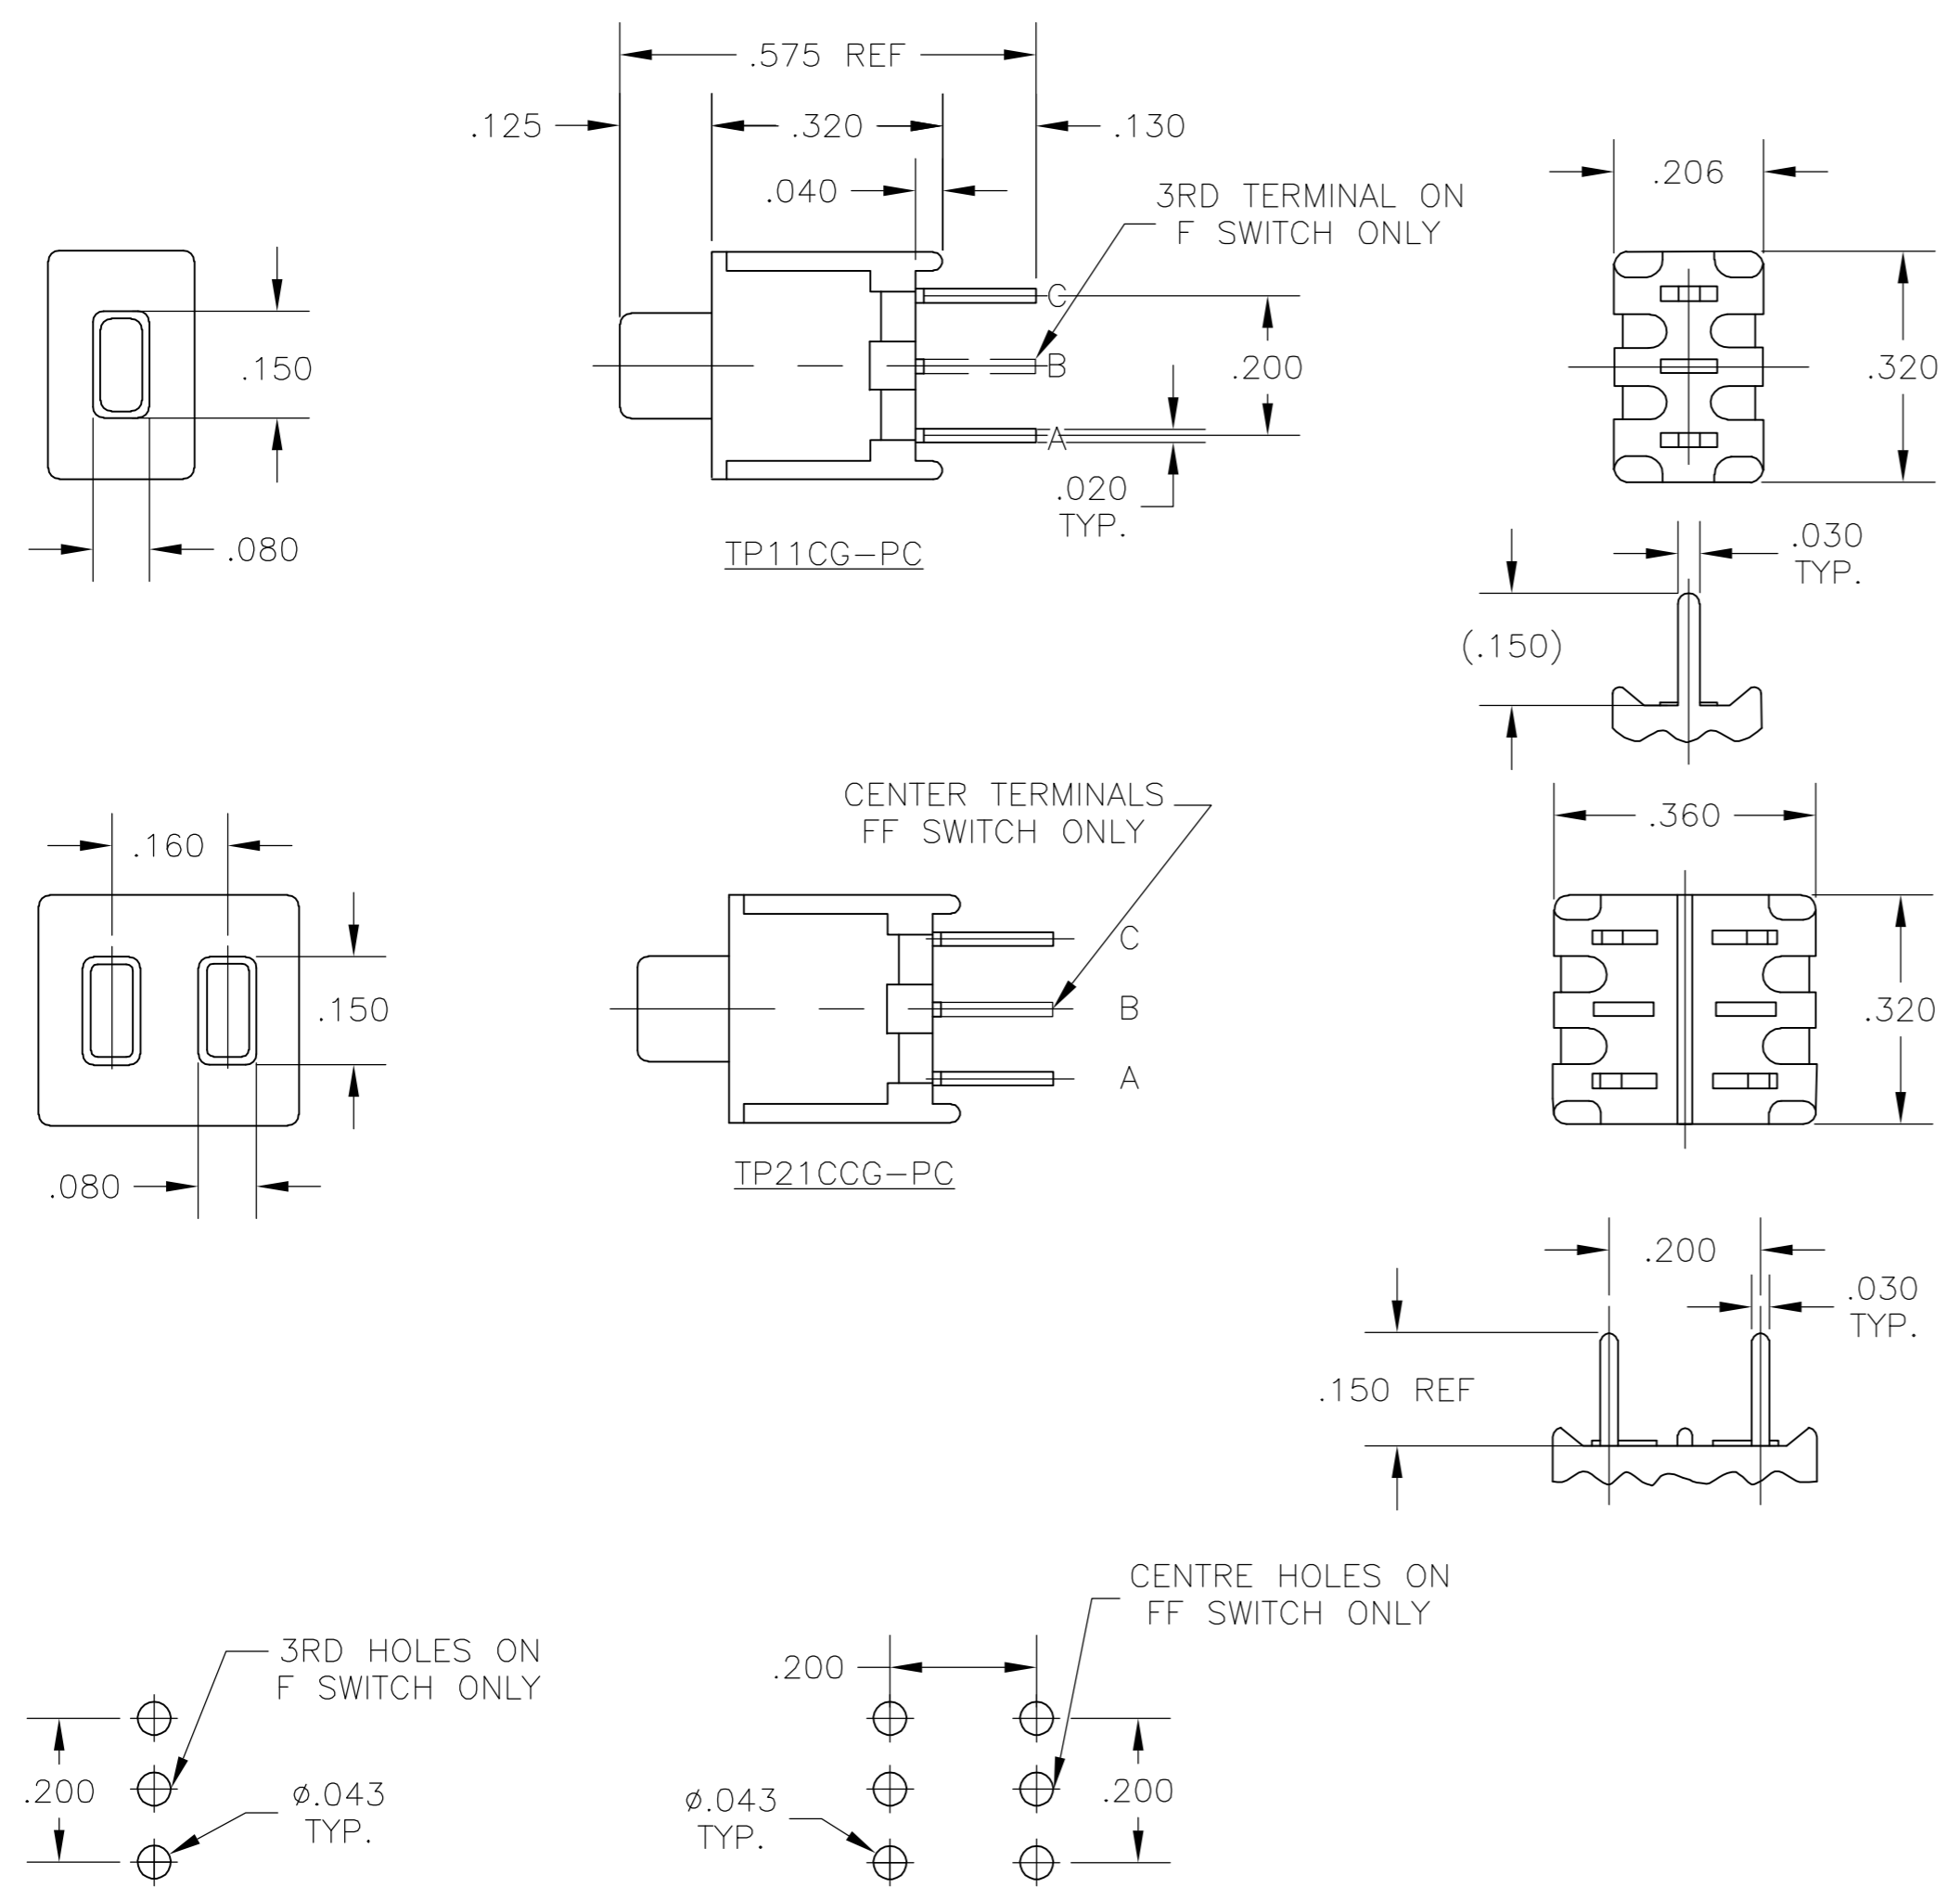 .575 REF
.125
.320
.130
.040
3RD TERMINAL ON
F SWITCH ONLY
.206
C
B
A
.150
.200
.320
.080
.020
TYP.
TP11CG-PC
.030
TYP.
(.150)
CENTER TERMINALS
FF SWITCH ONLY
.160
.360
C
B
A
.150
.320
.080
TP21CCG-PC
.200
.030
TYP.
.150 REF
3RD HOLES ON
F SWITCH ONLY
.200
ø.043
TYP.
CENTRE HOLES ON
FF SWITCH ONLY
.200
.200
ø.043
TYP.